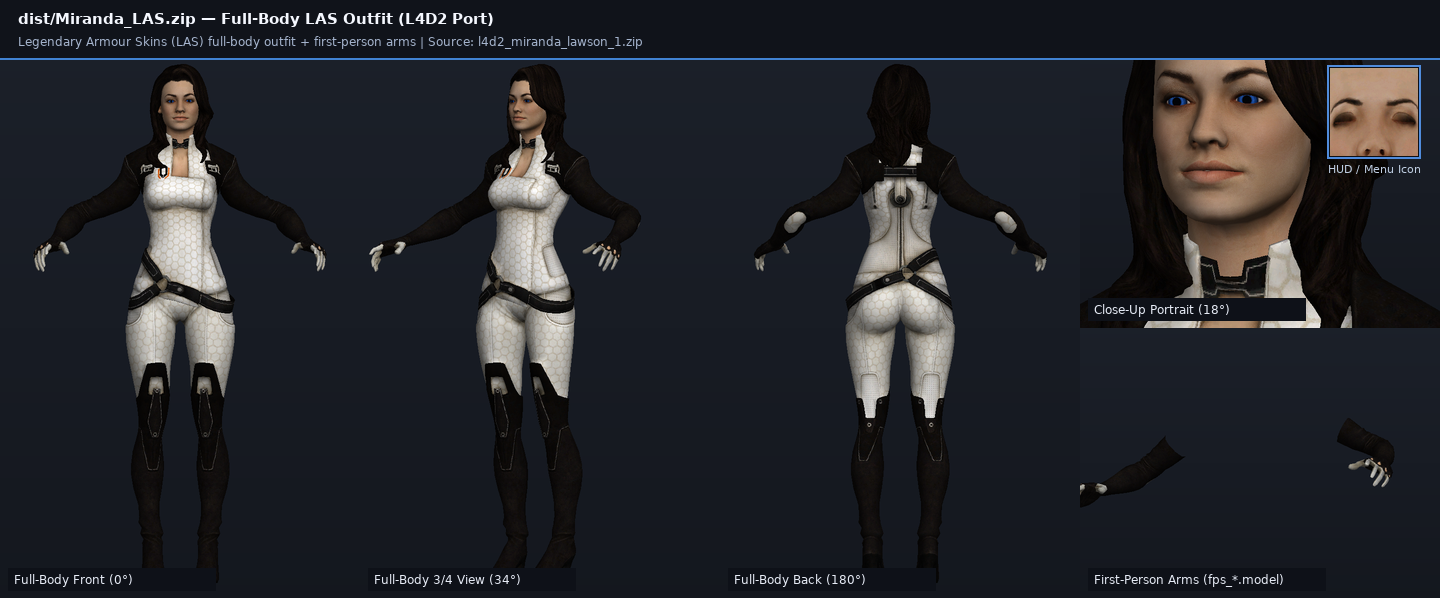 dist/Miranda_LAS.zip — Full-Body LAS Outfit (L4D2 Port)
Legendary Armour Skins (LAS) full-body outfit + first-person arms | Source: l4d2_miranda_lawson_1.zip
HUD / Menu Icon
Close-Up Portrait (18°)
Full-Body Front (0°)
Full-Body 3/4 View (34°)
Full-Body Back (180°)
First-Person Arms (fps_*.model)